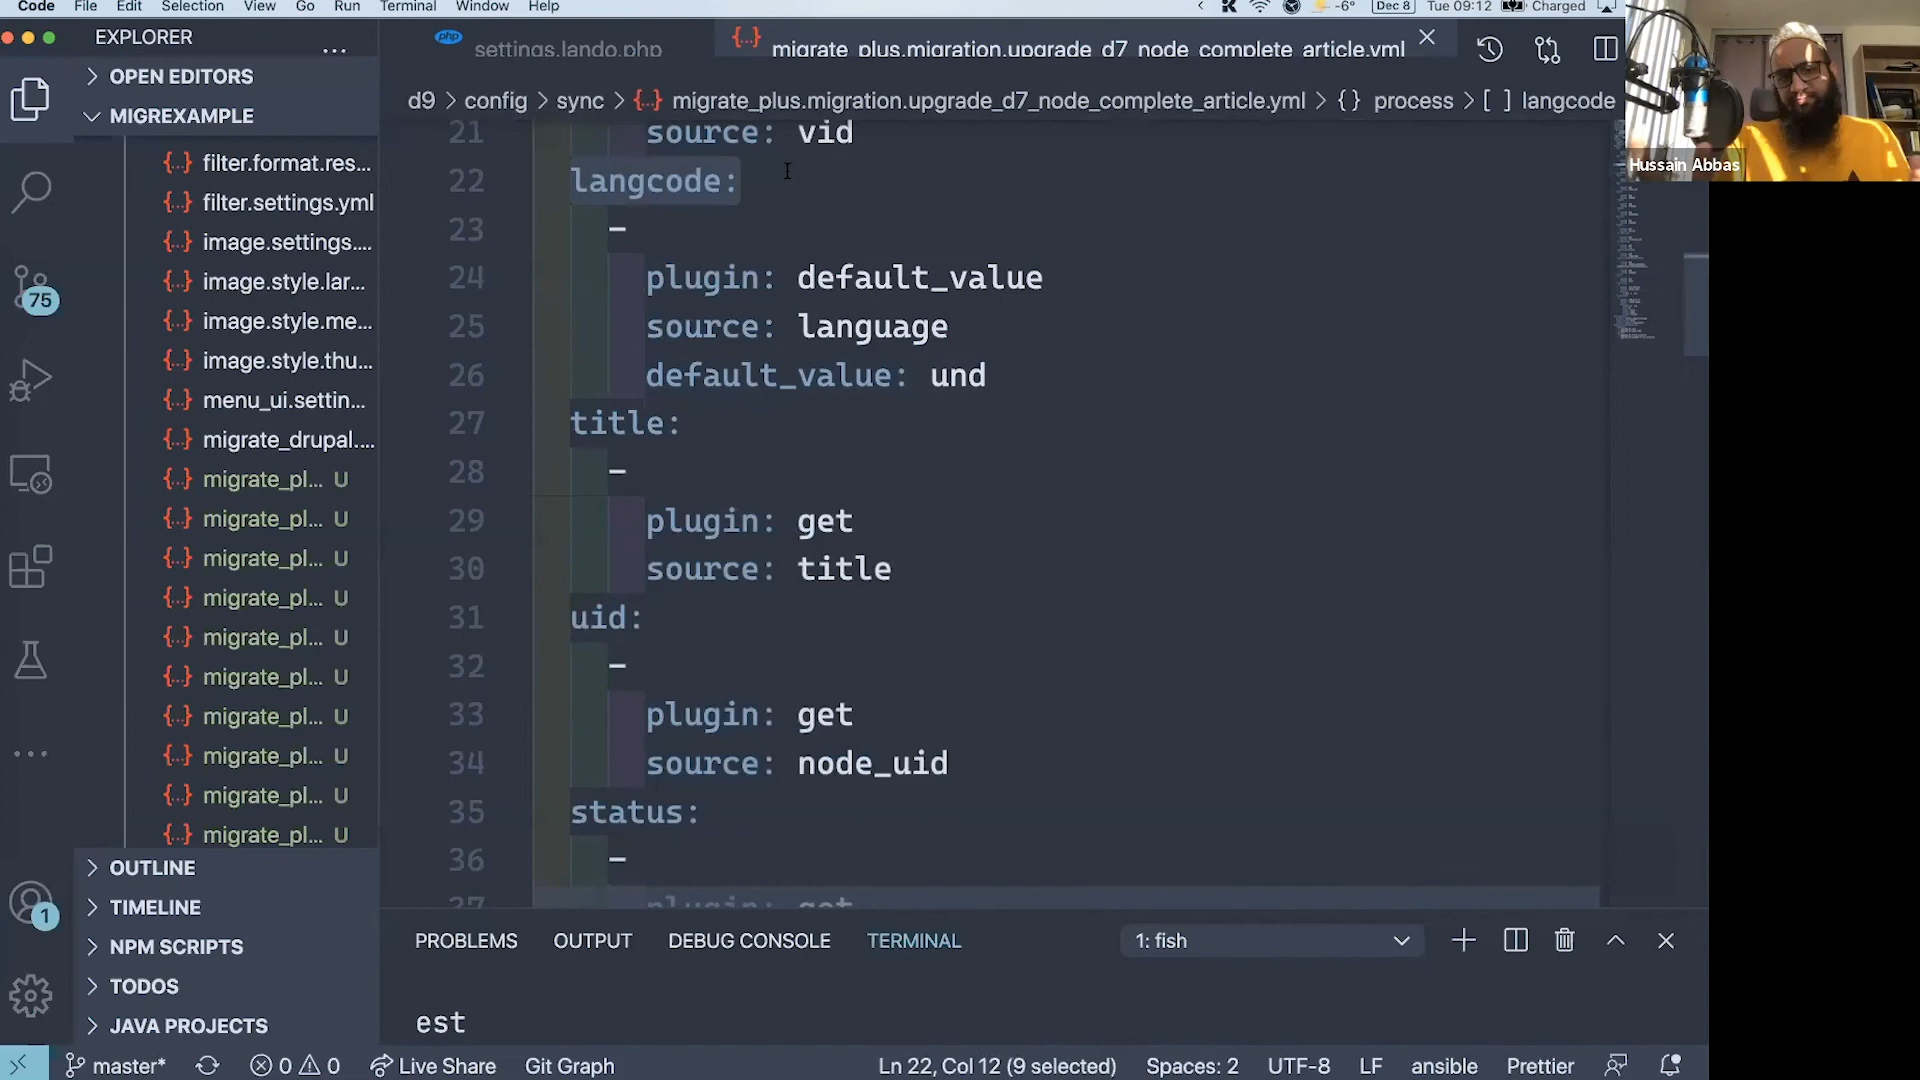 Code File Edit Selection View Go Run Terminal Window Help
-6° Dec 8 Tue 09:12 Charged
EXPLORER
...
settings.lando.php
{..} migrate_plus.migration.upgrade_d7_node_complete_article.yml
OPEN EDITORS
MIGREXAMPLE
d9 > config > sync > {..} migrate_plus.migration.upgrade_d7_node_complete_article.yml > {} process > [ ] langcode
{..} filter.format.res...
{..} filter.settings.yml
{..} image.settings....
{..} image.style.lar...
{..} image.style.me...
{..} image.style.thu...
{..} menu_ui.settin...
{..} migrate_drupal....
{..} migrate_pl... U
{..} migrate_pl... U
{..} migrate_pl... U
{..} migrate_pl... U
{..} migrate_pl... U
{..} migrate_pl... U
{..} migrate_pl... U
{..} migrate_pl... U
{..} migrate_pl... U
{..} migrate_pl... U
75
1
OUTLINE
TIMELINE
NPM SCRIPTS
TODOS
JAVA PROJECTS
21 source: vid
22 langcode:
23 -
24 plugin: default_value
25 source: language
26 default_value: und
27 title:
28 -
29 plugin: get
30 source: title
31 uid:
32 -
33 plugin: get
34 source: node_uid
35 status:
36 -
37 plugin: get
Hussain Abbas
PROBLEMS OUTPUT DEBUG CONSOLE TERMINAL 1: fish
est
master* 0 0 Live Share Git Graph Ln 22, Col 12 (9 selected) Spaces: 2 UTF-8 LF ansible Prettier